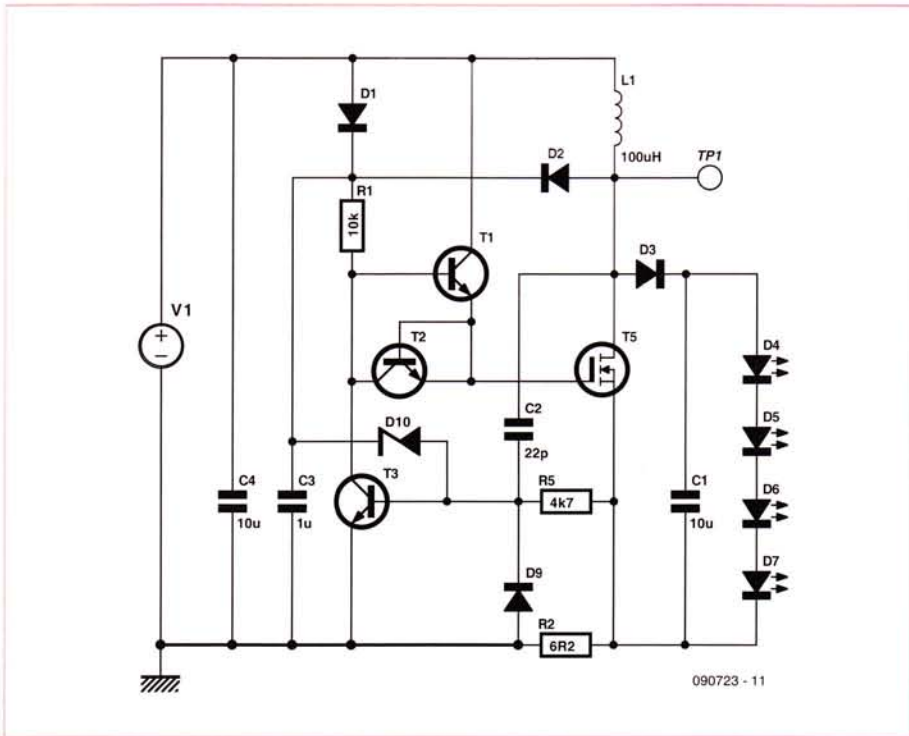 L1
D1
D2
TP1
100uH
R1
10k
T1
D3
V1
+
−
T2
T5
D4
D5
C2
D10
22p
T3
R5
C4
C3
4k7
C1
D6
10u
1u
10u
D9
D7
R2
6R2
090723 - 11